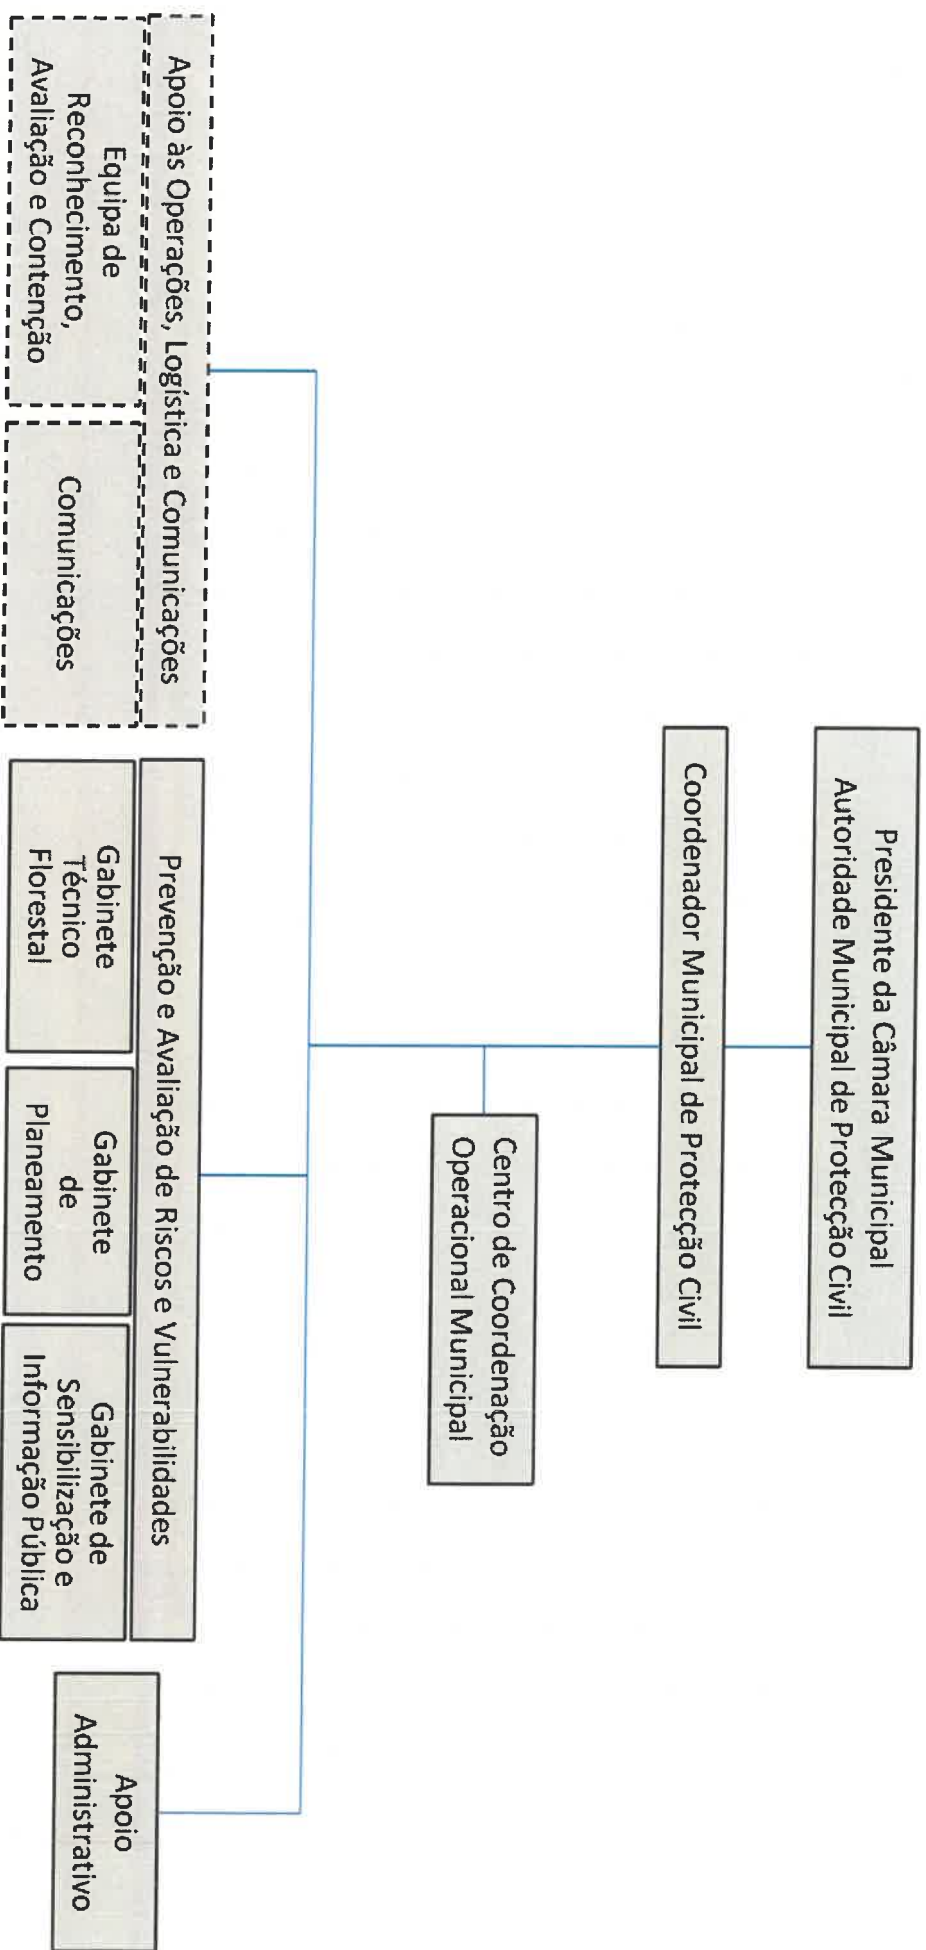 Presidente da Câmara Municipal
Autoridade Municipal de Protecção Civil
Coordenador Municipal de Protecção Civil
Centro de Coordenação
Operacional Municipal
Apoio às Operações, Logística e Comunicações
Equipa de
Reconhecimento,
Avaliação e Contenção
Comunicações
Prevenção e Avaliação de Riscos e Vulnerabilidades
Gabinete
Técnico
Florestal
Gabinete
de
Planeamento
Gabinete de
Sensibilização e
Informação Pública
Apoio
Administrativo